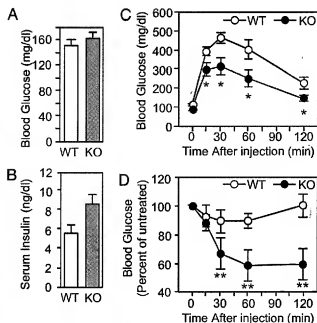 A
Blood Glucose (mg/dl)
160
120
80
40
0
WT KO
B
Serum Insulin (ng/dl)
12
10
8
6
4
2
0
WT KO
C
WT KO
Blood Glucose (mg/dl)
600
500
400
300
200
100
0
* * * *
0 30 60 90 120
Time After injection (min)
D
WT KO
Blood Glucose
(Percent of untreated)
120
100
80
60
40
** ** **
0 30 60 90 120
Time After injection (min)